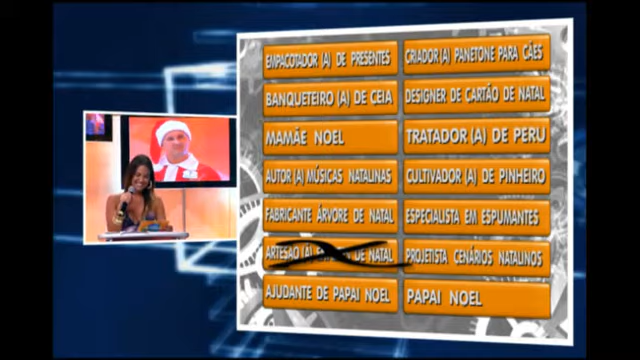 EMPACOTADOR (A) DE PRESENTES
BANQUETEIRO (A) DE CEIA
MAMÃE NOEL
AUTOR (A) MÚSICAS NATALINAS
FABRICANTE ÁRVORE DE NATAL
ARTESÃO (A) DE NATAL
AJUDANTE DE PAPAI NOEL
CRIADOR (A) PANETONE PARA CÃES
DESIGNER DE CARTÃO DE NATAL
TRATADOR (A) DE PERU
CULTIVADOR (A) DE PINHEIRO
ESPECIALISTA EM ESPUMANTES
PROJETISTA CENÁRIOS NATALINOS
PAPAI NOEL